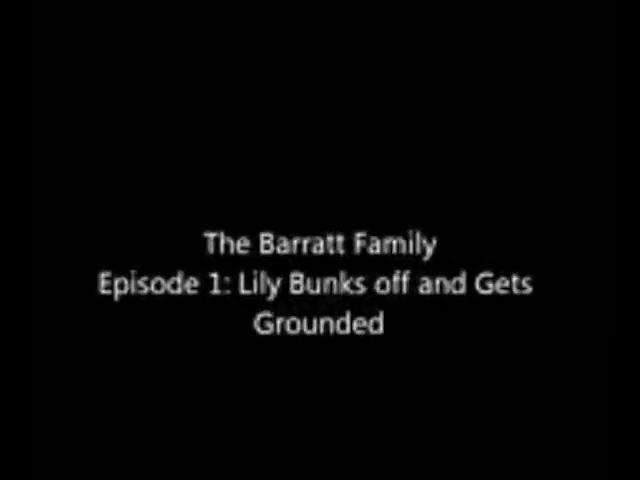 The Barratt Family
Episode 1: Lily Bunks off and Gets
Grounded